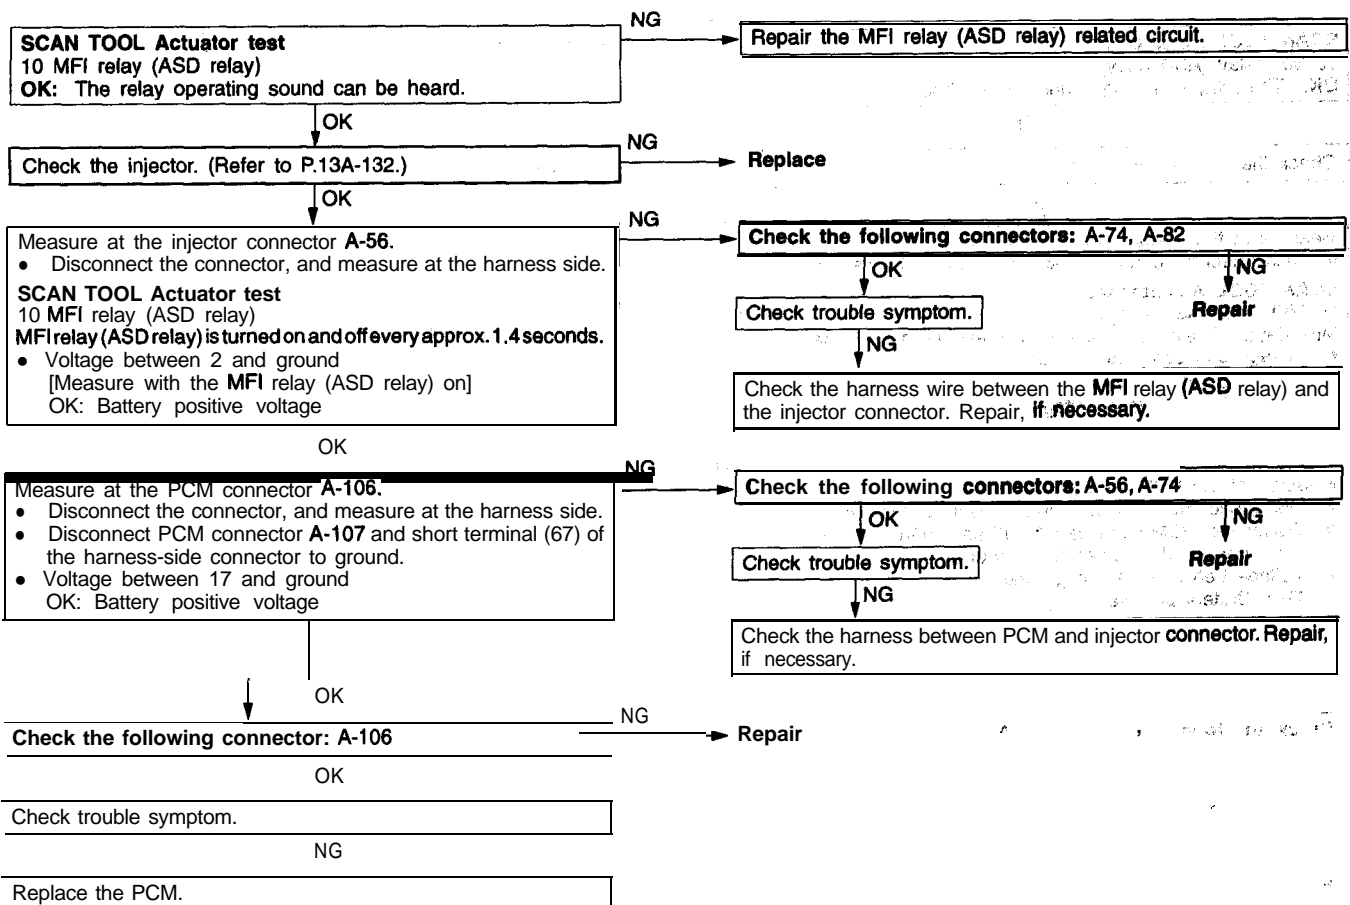 SCAN TOOL Actuator test
10 MFI relay (ASD relay)
OK: The relay operating sound can be heard.
NG
Repair the MFI relay (ASD relay) related circuit.
OK
Check the injector. (Refer to P.13A-132.)
NG
Replace
OK
Measure at the injector connector A-56.
● Disconnect the connector, and measure at the harness side.
SCAN TOOL Actuator test
10 MFI relay (ASD relay)
MFI relay (ASD relay) is turned on and off every approx. 1.4 seconds.
● Voltage between 2 and ground
[Measure with the MFI relay (ASD relay) on]
OK: Battery positive voltage
NG
Check the following connectors: A-74, A-82
OK
NG
Check trouble symptom.
Repair
NG
Check the harness wire between the MFI relay (ASD relay) and
the injector connector. Repair, if necessary.
OK
Measure at the PCM connector A-106.
● Disconnect the connector, and measure at the harness side.
● Disconnect PCM connector A-107 and short terminal (67) of
the harness-side connector to ground.
● Voltage between 17 and ground
OK: Battery positive voltage
NG
Check the following connectors: A-56, A-74
OK
NG
Check trouble symptom.
Repair
NG
Check the harness between PCM and injector connector. Repair,
if necessary.
OK
Check the following connector: A-106
NG
Repair
OK
Check trouble symptom.
NG
Replace the PCM.